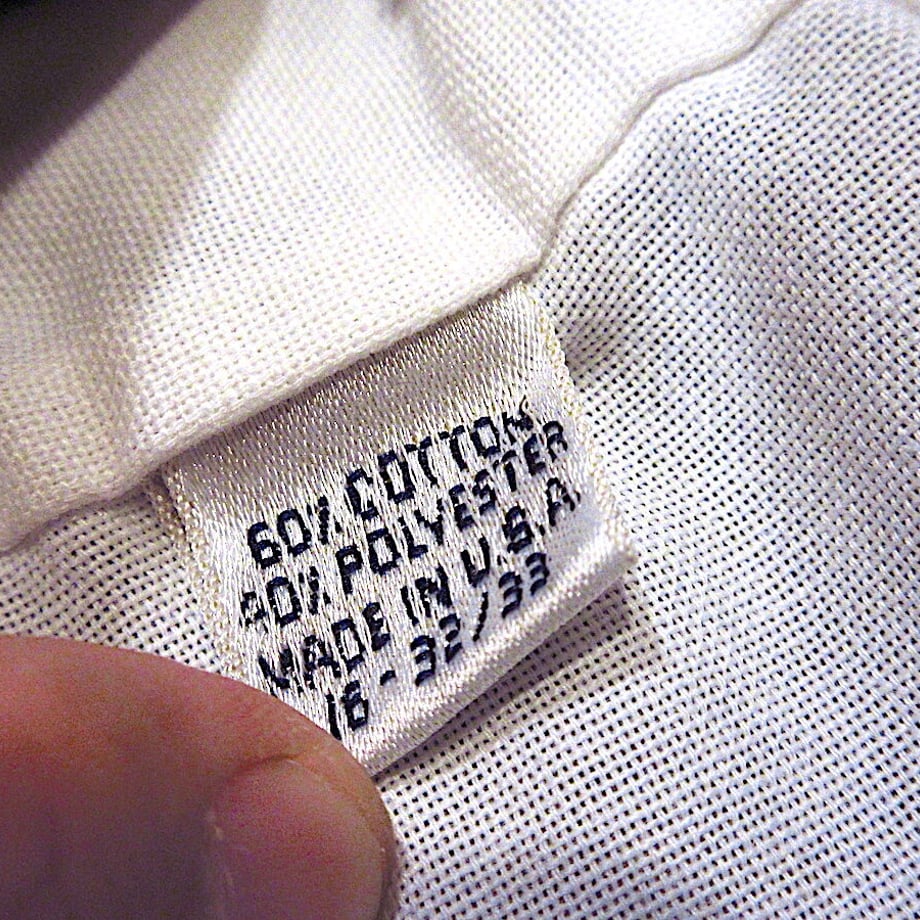 60% COTTON
40% POLYESTER
MADE IN U.S.A.
16 - 32/33